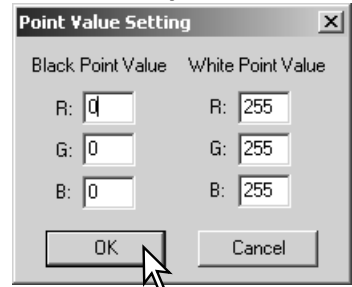 Point Value Setting
Black Point Value White Point Value
R: 0 R: 255
G: 0 G: 255
B: 0 B: 255
OK Cancel